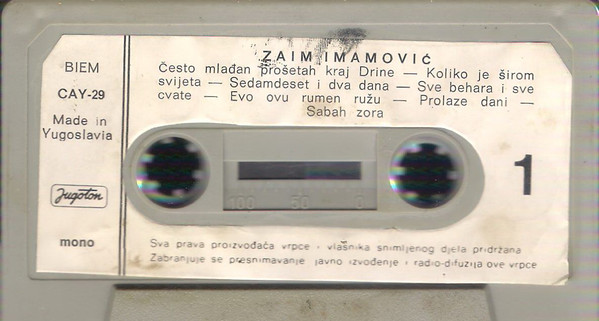 ZAIM IMAMOVIĆ
BIEM
CAY-29
Made in
Yugoslavia
Jugoton
mono
Često mlađan prošetah kraj Drine — Koliko je širom
svijeta — Sedamdeset i dva dana — Sve behara i sve
cvate — Evo ovu rumen ružu — Prolaze dani —
Sabah zora
1
100 50 0
Sva prava proizvođača vrpce i vlasnika snimljenog djela pridržana
Zabranjuje se presnimavanje javno izvođenje i radio-difuzija ove vrpce